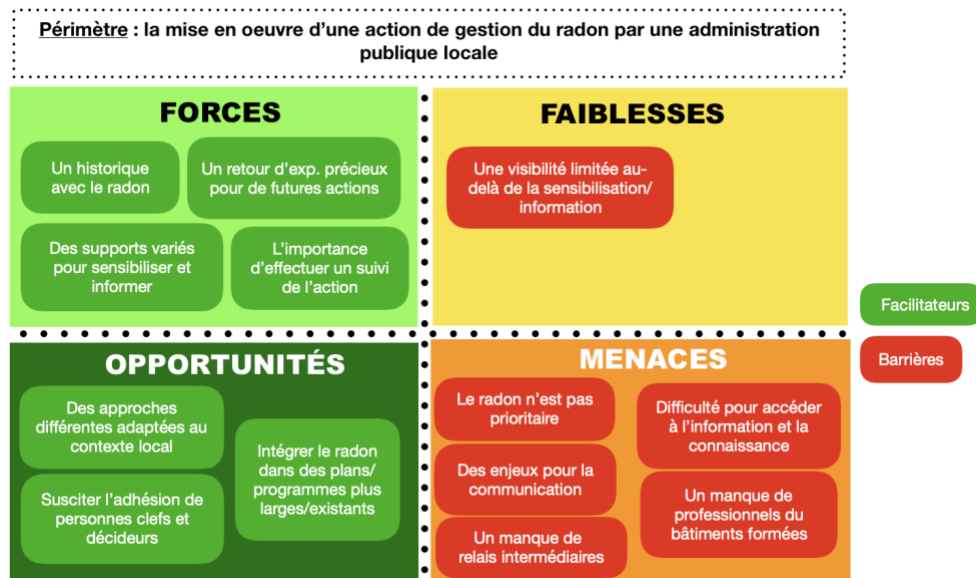 Périmètre : la mise en oeuvre d'une action de gestion du radon par une administration
publique locale
FORCES
Un historique
avec le radon
Un retour d'exp. précieux
pour de futures actions
Des supports variés
pour sensibiliser et
informer
L'importance
d'effectuer un suivi
de l'action
FAIBLESSES
Une visibilité limitée au-
delà de la sensibilisation/
information
Facilitateurs
Barrières
OPPORTUNITÉS
Des approches
différentes adaptées au
contexte local
Intégrer le radon
dans des plans/
programmes plus
larges/existants
Susciter l'adhésion de
personnes clefs et
décideurs
MENACES
Le radon n'est pas
prioritaire
Difficulté pour accéder
à l'information et la
connaissance
Des enjeux pour la
communication
Un manque de
professionnels du
bâtiments formées
Un manque de
relais intermédiaires